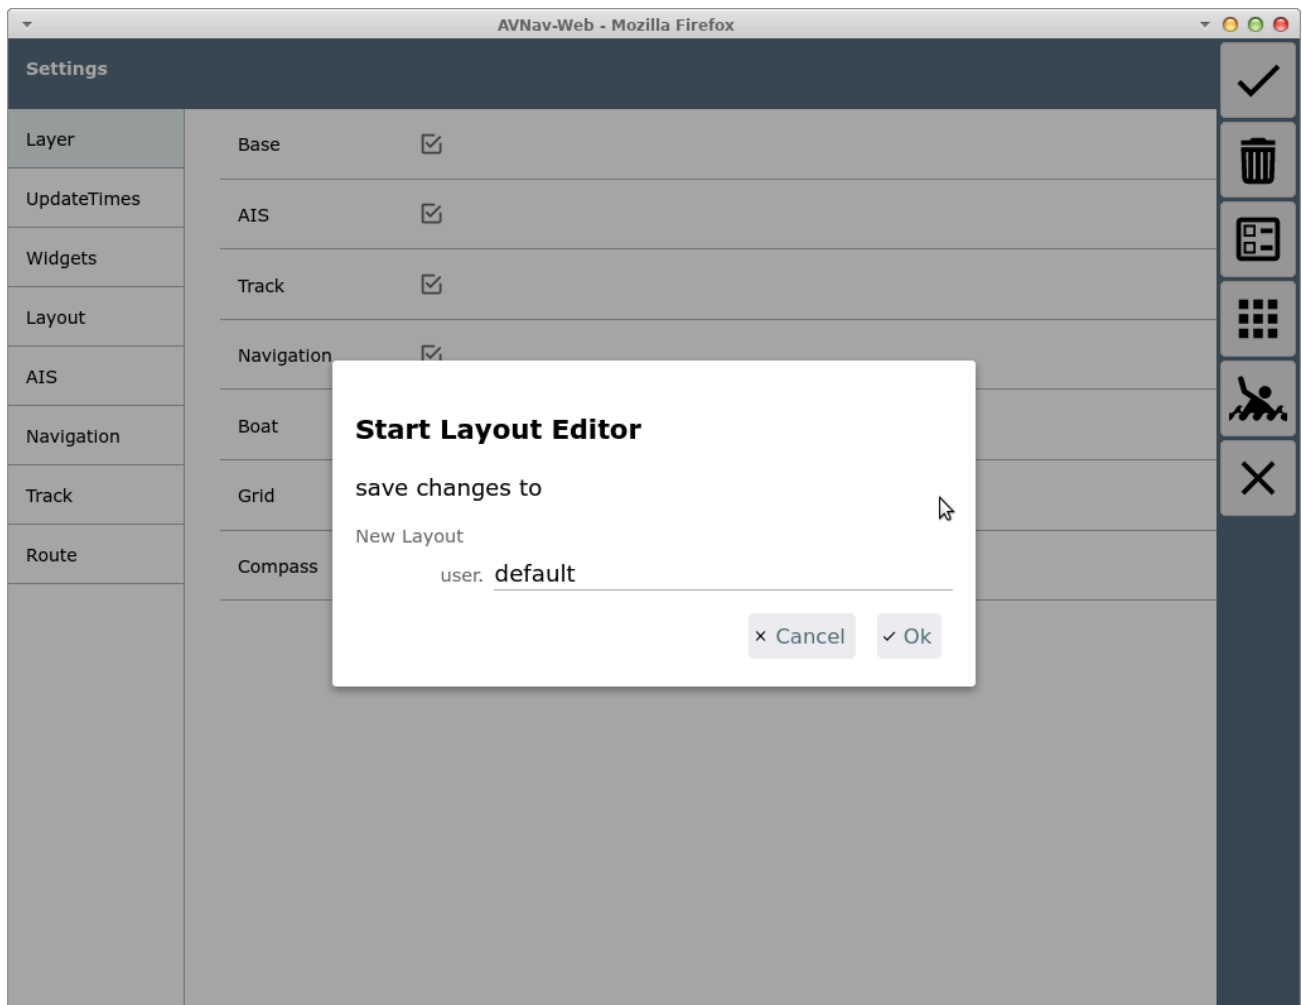 AVNav-Web - Mozilla Firefox
Settings
Layer
UpdateTimes
Widgets
Layout
AIS
Navigation
Track
Route
Base
AIS
Track
Navigation
Boat
Grid
Compass
Start Layout Editor
save changes to
New Layout
user. default
Cancel
Ok